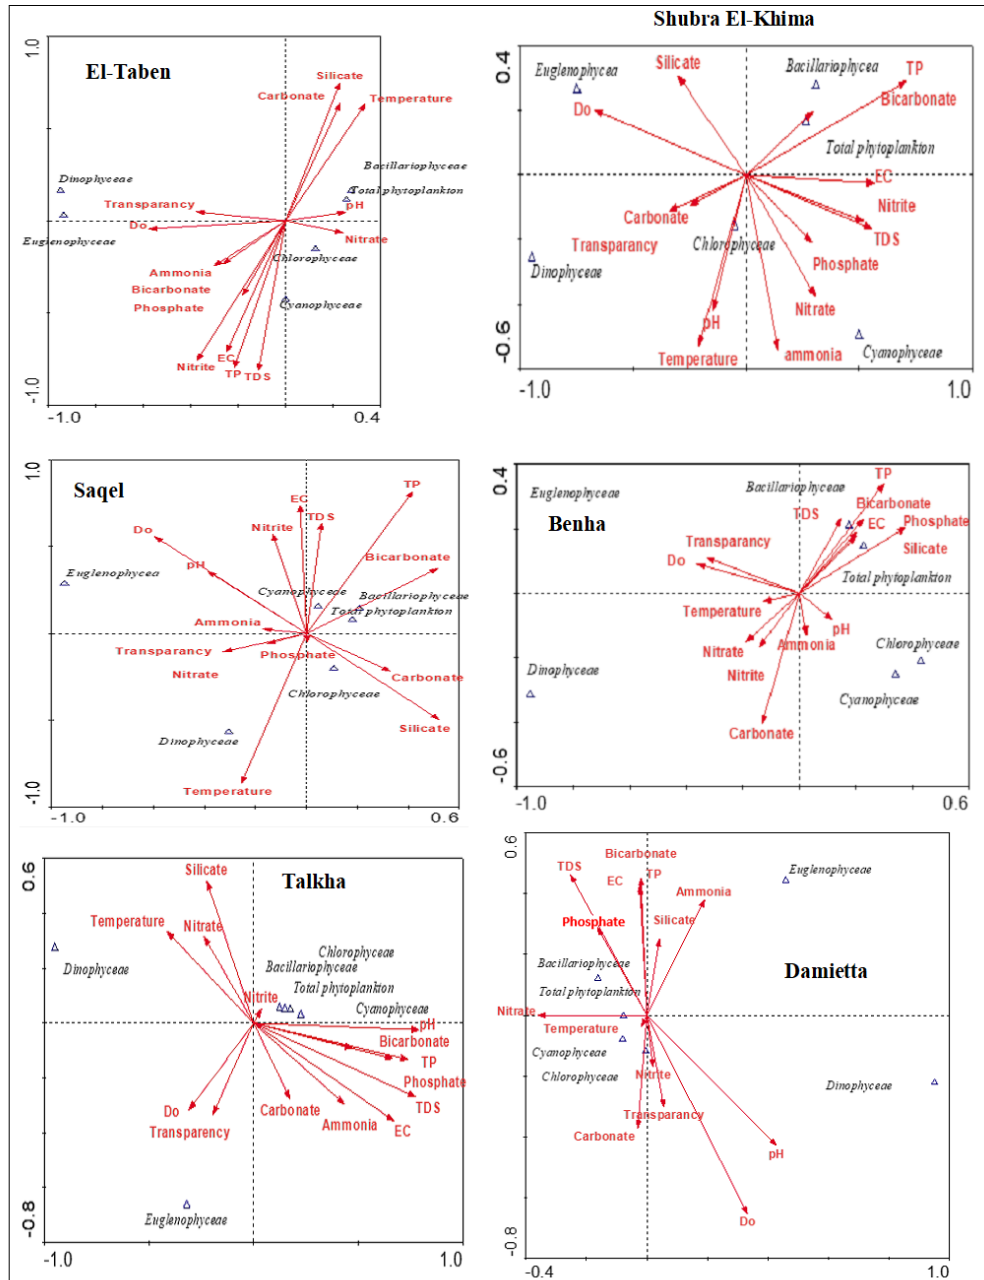 Shubra El-Khima
1.0
El-Taben
Silicate
Carbonate
Temperature
Dinophyceae
Bacillariophyceae
Total phytoplankton
Transparancy
pH
Do
Nitrate
Euglenophyceae
Chlorophyceae
Ammonia
Bicarbonate
Cyanophyceae
Phosphate
Nitrite
EC
TP
TDS
-1.0
-1.0
0.4
0.4
Silicate
Bacillariophycea
TP
Euglenophycea
Bicarbonate
Do
Total phytoplankton
EC
Carbonate
Nitrite
Transparancy
Chlorophyceae
TDS
Dinophyceae
Phosphate
Nitrate
pH
Temperature
ammonia
Cyanophyceae
-0.6
-1.0
1.0
1.0
Saqel
TP
EC
TDS
Do
Nitrite
Bicarbonate
pH
Euglenophycea
Cyanophyceae
Bacillariophyceae
Total phytoplankton
Ammonia
Transparancy
Phosphate
Nitrate
Carbonate
Chlorophyceae
Silicate
Dinophyceae
Temperature
-1.0
-1.0
0.6
0.4
TP
Euglenophyceae
Bacillariophyceae
Bicarbonate
Benha
TDS
EC
Phosphate
Transparancy
Silicate
Do
Total phytoplankton
Temperature
pH
Nitrate
Ammonia
Chlorophyceae
Dinophyceae
Nitrite
Cyanophyceae
Carbonate
-0.6
-1.0
0.6
0.6
Silicate
Talkha
Temperature
Nitrate
Chlorophyceae
Dinophyceae
Bacillariophyceae
Total phytoplankton
Nitrite
Cyanophyceae
pH
Bicarbonate
TP
Phosphate
Do
Carbonate
TDS
Transparency
Ammonia
EC
Euglenophyceae
-0.8
-1.0
1.0
0.6
Bicarbonate
TDS
EC
TP
Euglenophyceae
Ammonia
Phosphate
Silicate
Bacillariophyceae
Damietta
Total phytoplankton
Nitrate
Temperature
Cyanophyceae
Chlorophyceae
Nitrite
Dinophyceae
Transparancy
Carbonate
pH
Do
-0.8
-0.4
1.0